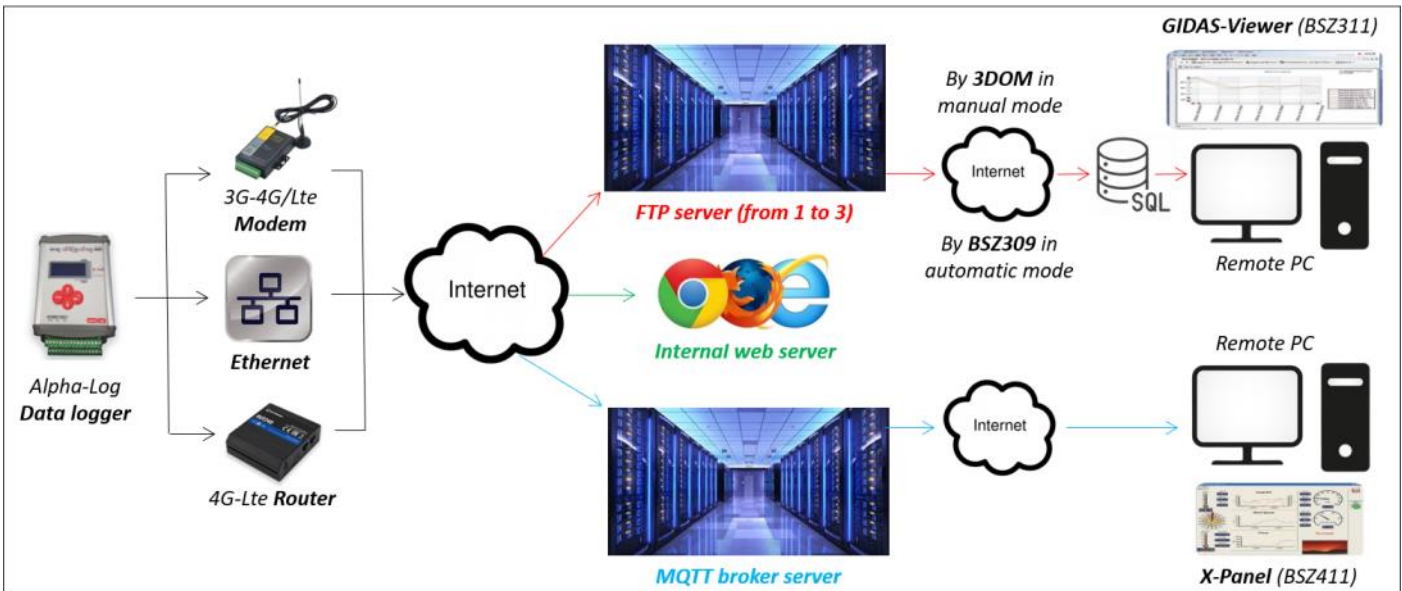 GIDAS-Viewer (BSZ311)
By 3DOM in
manual mode
Internet
SQL
3G-4G/Lte
Modem
FTP server (from 1 to 3)
By BSZ309 in
automatic mode
Remote PC
Internet
Alpha-Log
Data logger
Ethernet
Internal web server
4G-Lte Router
Remote PC
Internet
MQTT broker server
X-Panel (BSZ411)